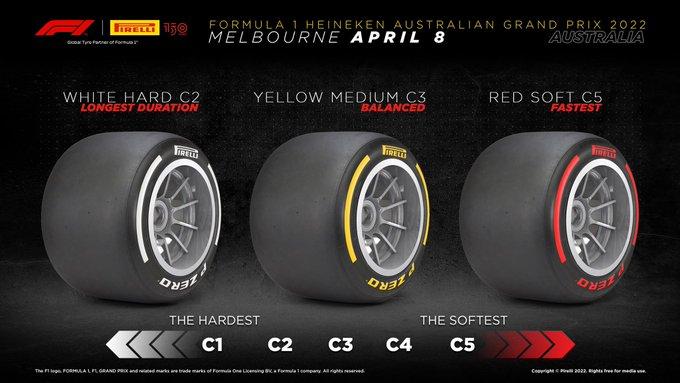 F1
PIRELLI 150
Global Tyre Partner of Formula 1®
FORMULA 1 HEINEKEN AUSTRALIAN GRAND PRIX 2022
MELBOURNE APRIL 8
AUSTRALIA
WHITE HARD C2
LONGEST DURATION
YELLOW MEDIUM C3
BALANCED
RED SOFT C5
FASTEST
PIRELLI
P ZERO
PIRELLI
P ZERO
PIRELLI
P ZERO
THE HARDEST
THE SOFTEST
C1 C2 C3 C4 C5
The F1 logo, FORMULA 1, F1, GRAND PRIX and related marks are trade marks of Formula One Licensing BV, a Formula 1 company. All rights reserved.
Copyright © Pirelli 2022. Rights free for media use.